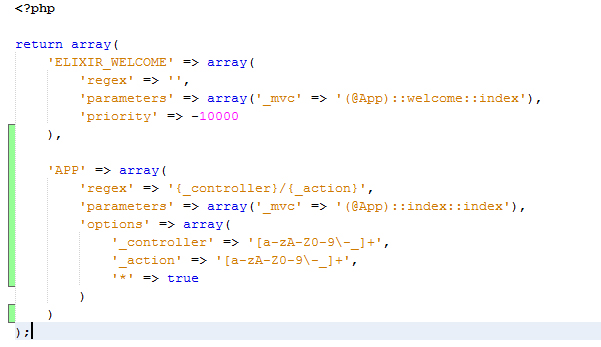 <?php
return array(
    'ELIXIR_WELCOME' => array(
        'regex' => '',
        'parameters' => array('_mvc' => '(@App)::welcome::index'),
        'priority' => -10000
    ),
    'APP' => array(
        'regex' => '{_controller}/{_action}',
        'parameters' => array('_mvc' => '(@App)::index::index'),
        'options' => array(
            '_controller' => '[a-zA-Z0-9\-_]+',
            '_action' => '[a-zA-Z0-9\-_]+',
            '*' => true
        )
    )
);